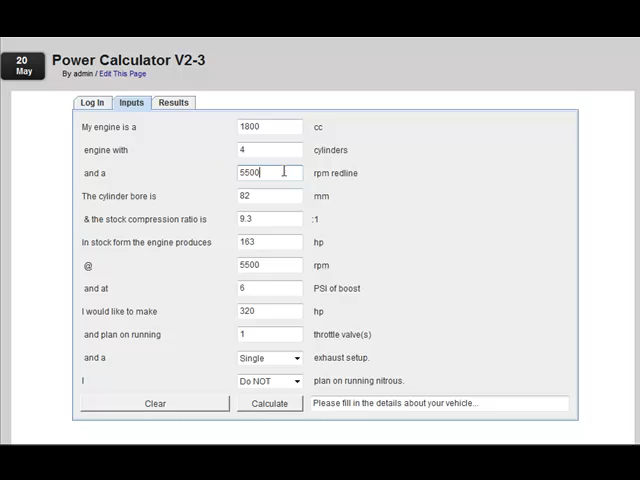 20
May
Power Calculator V2-3
By admin / Edit This Page
Log In Inputs Results
My engine is a 1800 cc
engine with 4 cylinders
and a 5500 rpm redline
The cylinder bore is 82 mm
& the stock compression ratio is 9.3 :1
In stock form the engine produces 163 hp
@ 5500 rpm
and at 6 PSI of boost
I would like to make 320 hp
and plan on running 1 throttle valve(s)
and a Single exhaust setup.
I Do NOT plan on running nitrous.
Clear Calculate Please fill in the details about your vehicle...